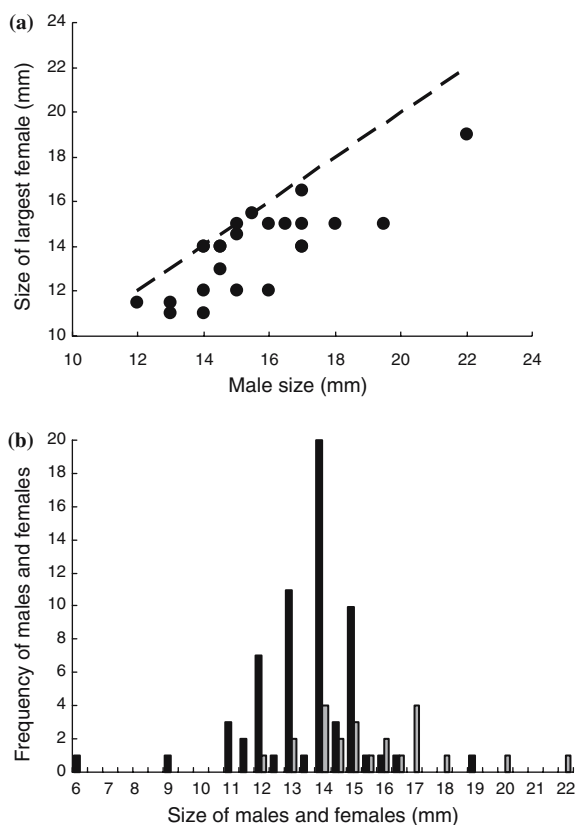 (a)
24
22
20
18
16
14
12
10
Size of largest female (mm)
10 12 14 16 18 20 22 24
Male size (mm)
(b)
20
18
16
14
12
10
8
6
4
2
0
Frequency of males and females
6 7 8 9 10 11 12 13 14 15 16 17 18 19 20 21 22
Size of males and females (mm)